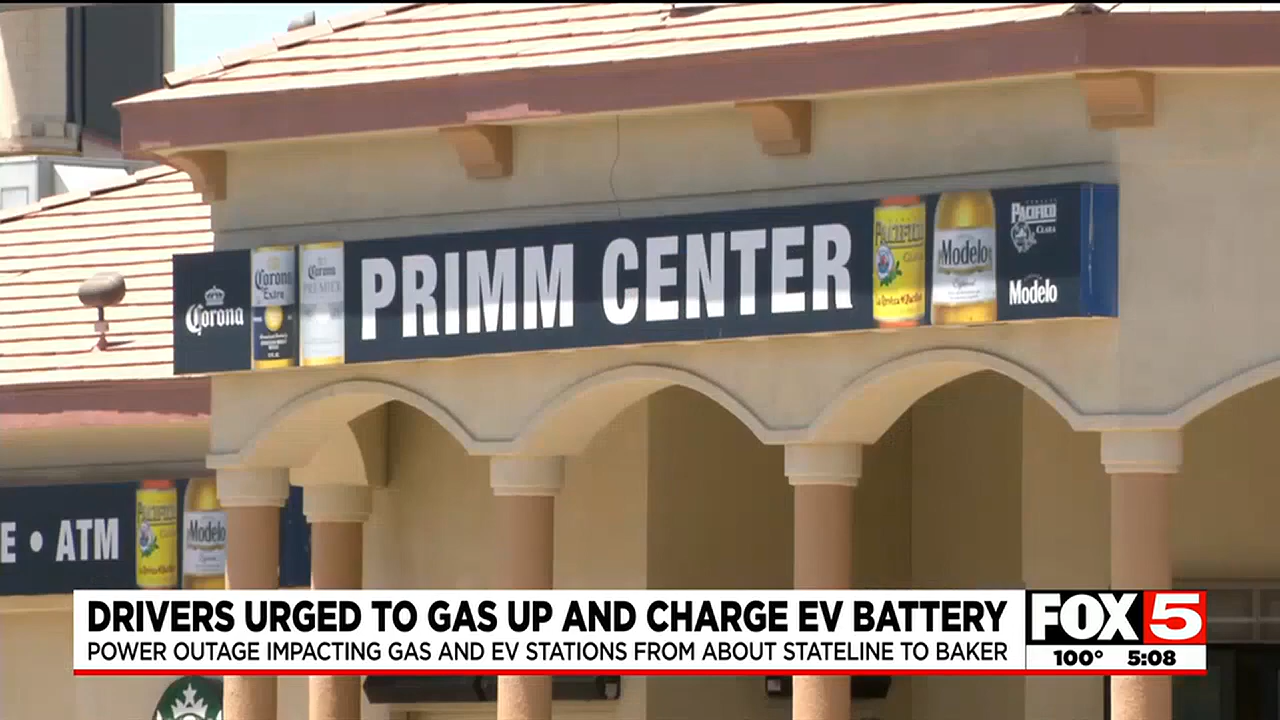 Corona
Corona
Extra
Corona
PREMIER
PRIMM CENTER
PACIFICO
CLARA
Modelo
Especial
PACIFICO
CLARA
Modelo
E • ATM
Modelo
DRIVERS URGED TO GAS UP AND CHARGE EV BATTERY
POWER OUTAGE IMPACTING GAS AND EV STATIONS FROM ABOUT STATELINE TO BAKER
FOX 5
100° 5:08